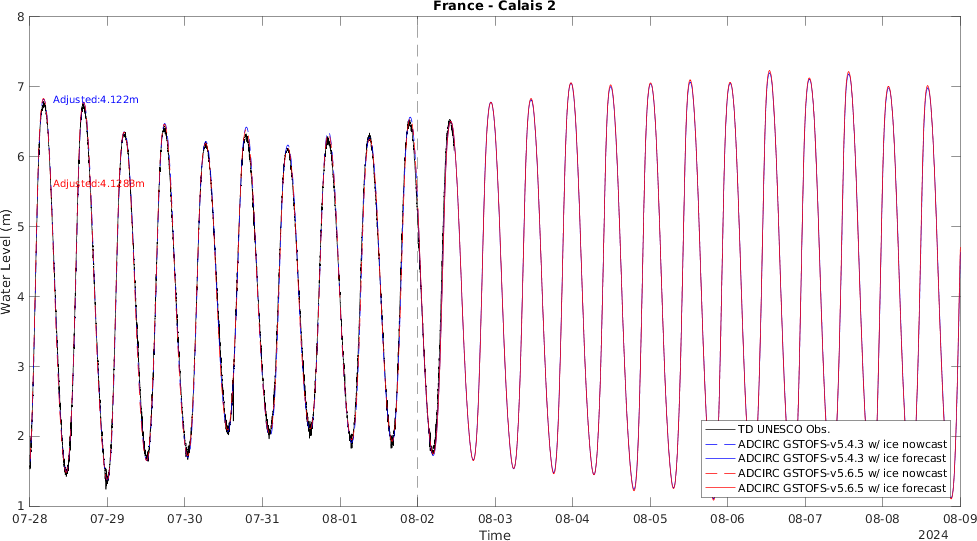 France - Calais 2
8
7
6
5
4
3
2
1
Water Level (m)
Adjusted:4.122m
Adjusted:4.1283m
TD UNESCO Obs.
ADCIRC GSTOFS-v5.4.3 w/ ice nowcast
ADCIRC GSTOFS-v5.4.3 w/ ice forecast
ADCIRC GSTOFS-v5.6.5 w/ ice nowcast
ADCIRC GSTOFS-v5.6.5 w/ ice forecast
07-28 07-29 07-30 07-31 08-01 08-02 08-03 08-04 08-05 08-06 08-07 08-08 08-09
Time
2024